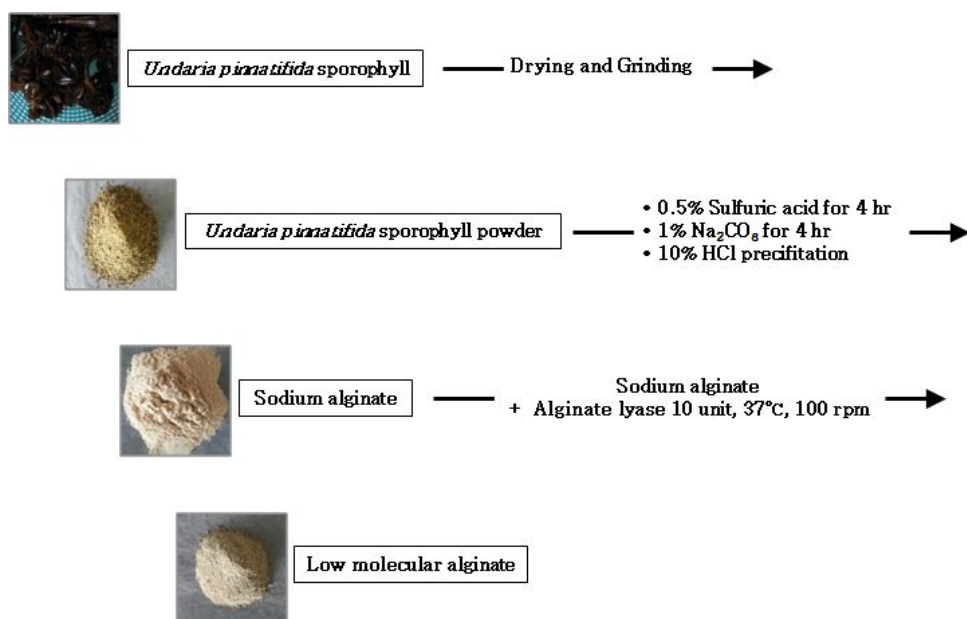 Undaria pinnatifida sporophyll
Drying and Grinding
Undaria pinnatifida sporophyll powder
• 0.5% Sulfuric acid for 4 hr
• 1% Na₂CO₆ for 4 hr
• 10% HCl precifitation
Sodium alginate
Sodium alginate
+ Alginate lyase 10 unit, 37℃, 100 rpm
Low molecular alginate